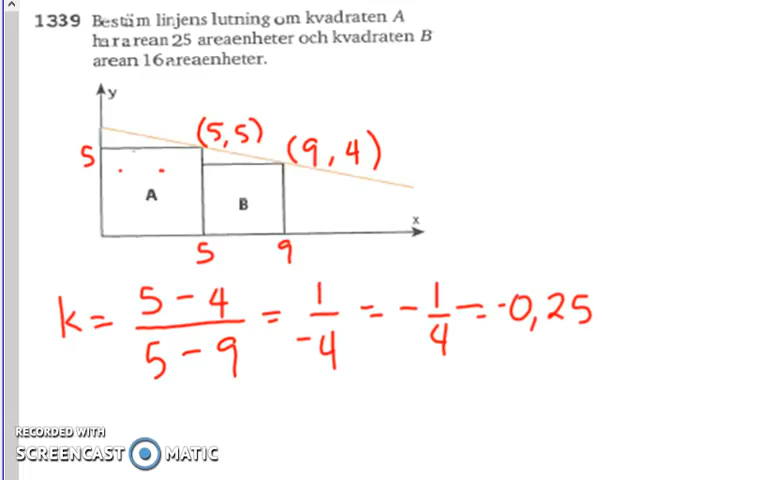 1339 Bestäm linjens lutning om kvadraten A
har arean 25 areaenheter och kvadraten B
arean 16 areaenheter.
y
(5,5)
(9,4)
5
A
B
x
5
9
k = 5 - 4 / 5 - 9 = 1 / -4 = - 1 / 4 = -0,25
RECORDED WITH
SCREENCAST MATIC